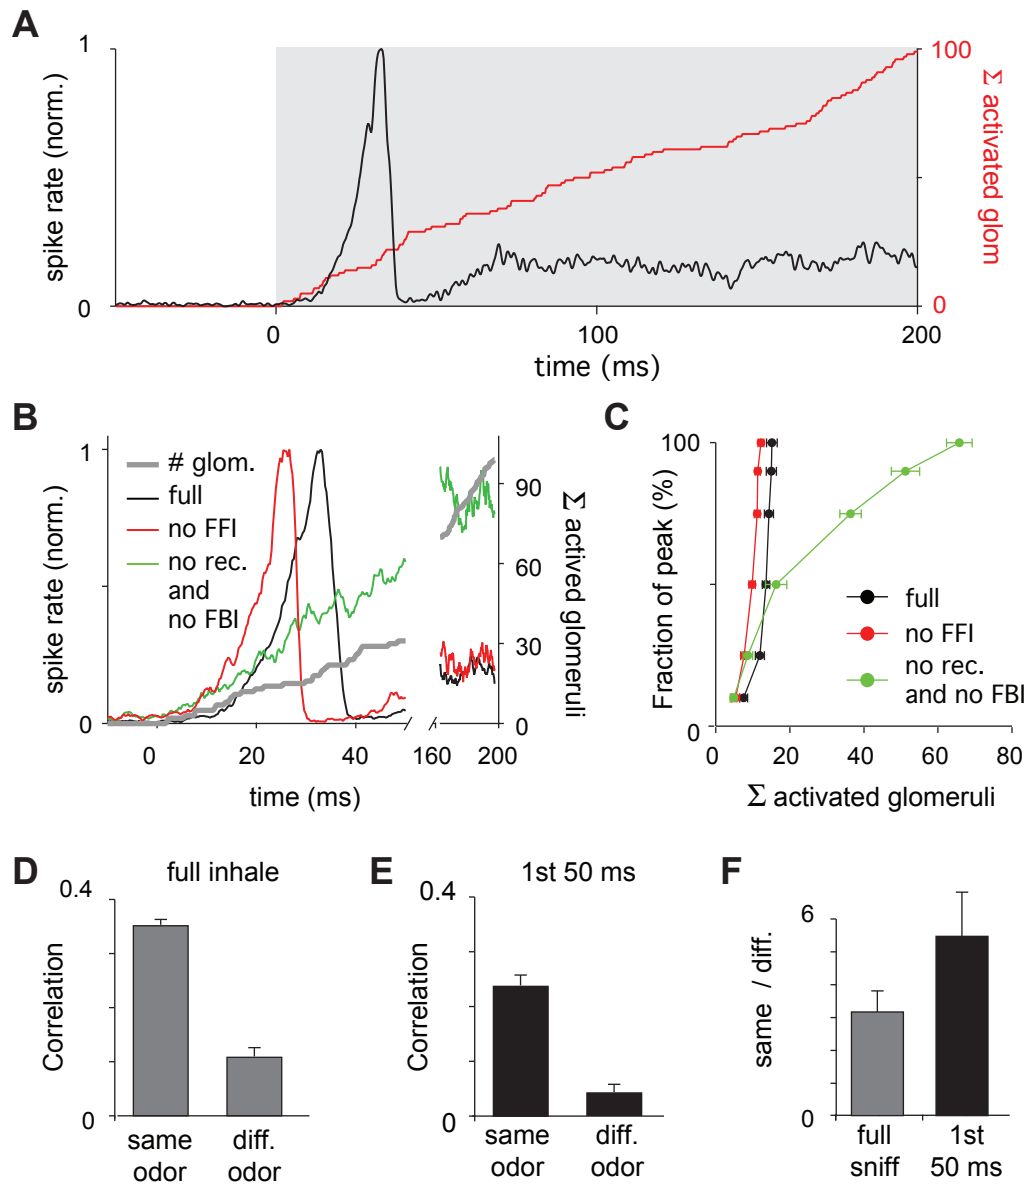 A
1
spike rate (norm.)
0
100
Σ activated glom
0
0
100
200
time (ms)
B
1
spike rate (norm.)
0
# glom.
full
no FFI
no rec.
and
no FBI
90
60
30
0
Σ actived glomeruli
0
20
40
160
200
time (ms)
C
100
Fraction of peak (%)
0
full
no FFI
no rec.
and no FBI
0
20
40
60
80
Σ activated glomeruli
D
full inhale
0.4
Correlation
0
same
odor
diff.
odor
E
1st 50 ms
0.4
Correlation
0
same
odor
diff.
odor
F
6
same / diff.
0
full
sniff
1st
50 ms